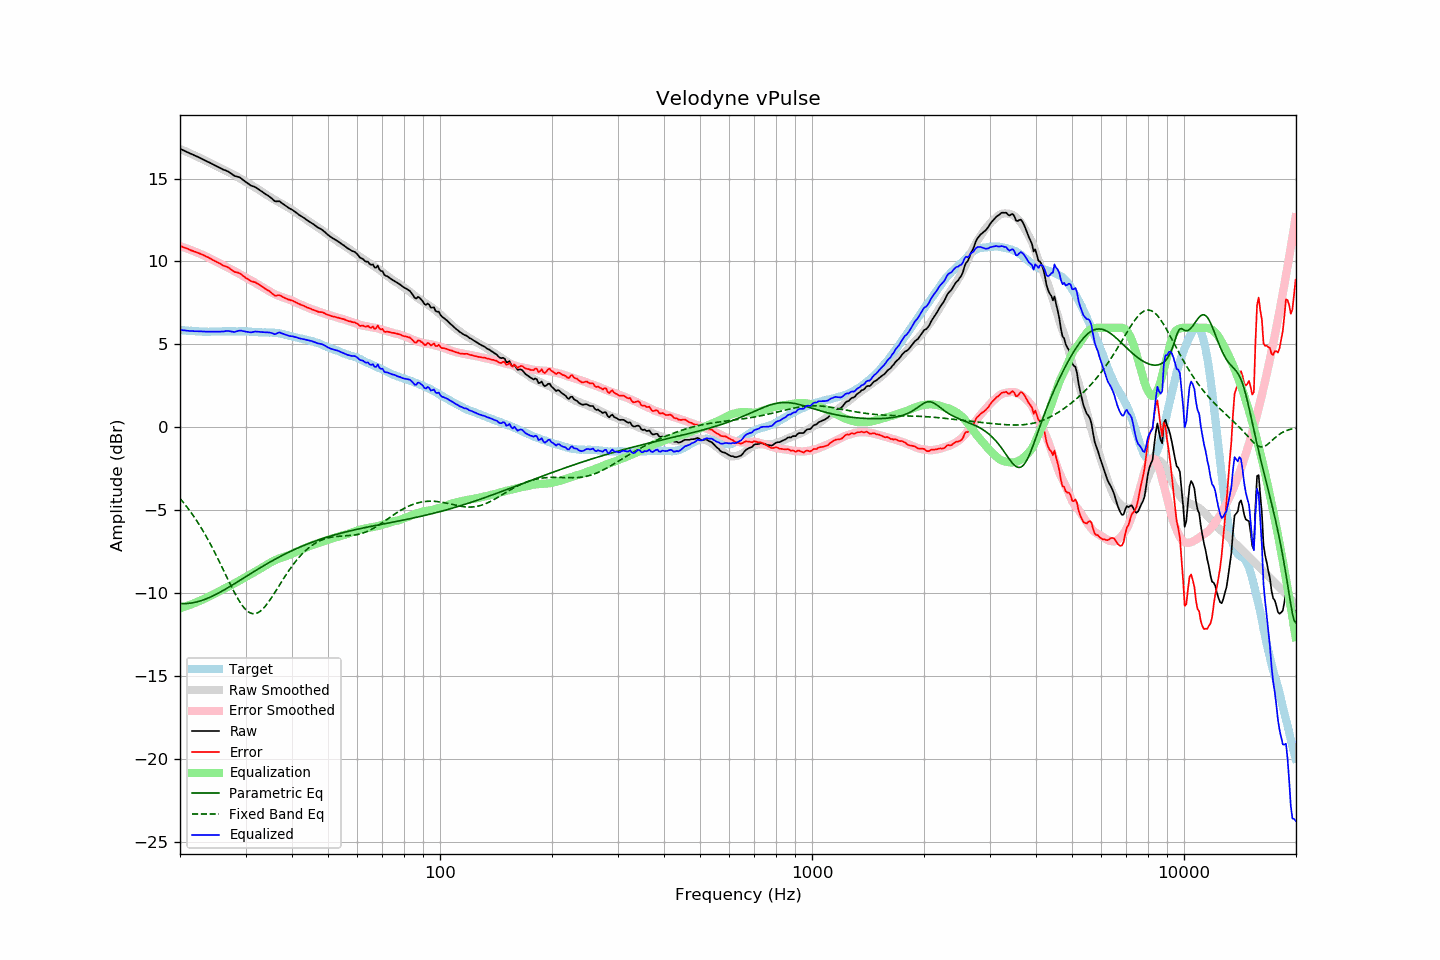 Velodyne vPulse
Amplitude (dBr)
15
10
5
0
−5
−10
−15
−20
−25
Target
Raw Smoothed
Error Smoothed
Raw
Error
Equalization
Parametric Eq
Fixed Band Eq
Equalized
100
1000
10000
Frequency (Hz)